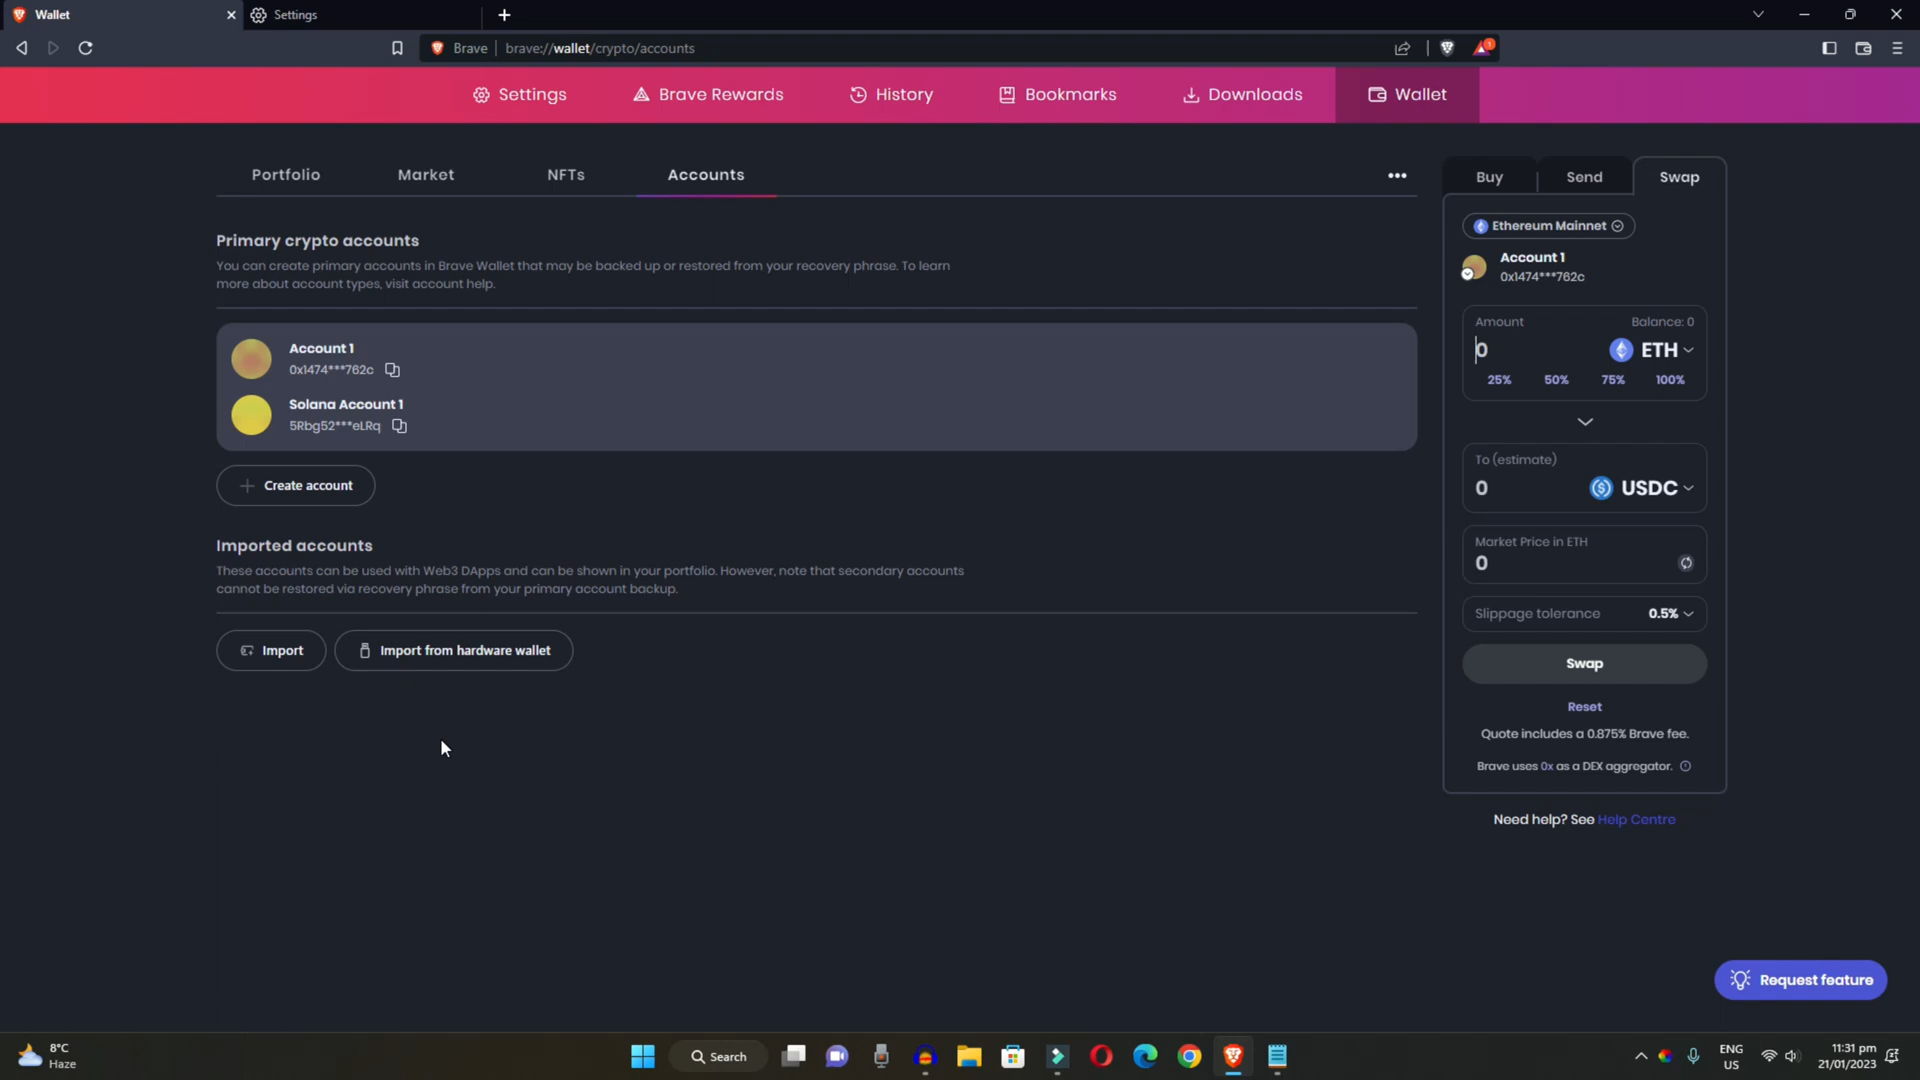 Wallet
Settings
Brave
brave://wallet/crypto/accounts
1
Settings
Brave Rewards
History
Bookmarks
Downloads
Wallet
Portfolio
Market
NFTs
Accounts
Primary crypto accounts
You can create primary accounts in Brave Wallet that may be backed up or restored from your recovery phrase. To learn
more about account types, visit account help.
Account 1
0x1474***762c
Solana Account 1
5Rbg52***eLRq
Create account
Imported accounts
These accounts can be used with Web3 DApps and can be shown in your portfolio. However, note that secondary accounts
cannot be restored via recovery phrase from your primary account backup.
Import
Import from hardware wallet
Buy
Send
Swap
Ethereum Mainnet
Account 1
0x1474***762c
Amount
Balance: 0
0
ETH
25%
50%
75%
100%
To (estimate)
0
USDC
Market Price in ETH
0
Slippage tolerance
0.5%
Swap
Reset
Quote includes a 0.875% Brave fee.
Brave uses 0x as a DEX aggregator.
Need help? See Help Centre
Request feature
8°C
Haze
Search
ENG
US
11:31 pm
21/01/2023